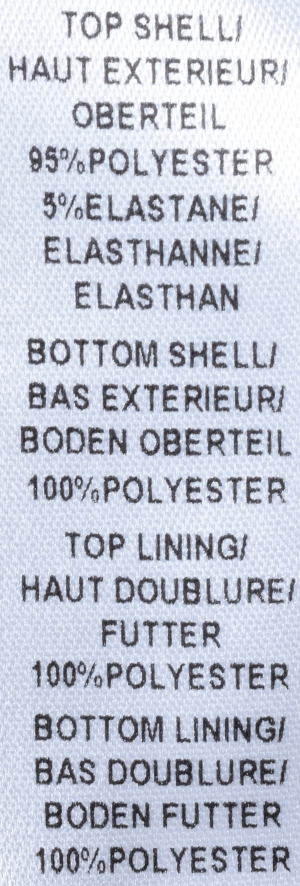 TOP SHELL/
HAUT EXTERIEUR/
OBERTEIL
95%POLYESTER
5%ELASTANE/
ELASTHANNE/
ELASTHAN
BOTTOM SHELL/
BAS EXTERIEUR/
BODEN OBERTEIL
100%POLYESTER
TOP LINING/
HAUT DOUBLURE/
FUTTER
100%POLYESTER
BOTTOM LINING/
BAS DOUBLURE/
BODEN FUTTER
100%POLYESTER